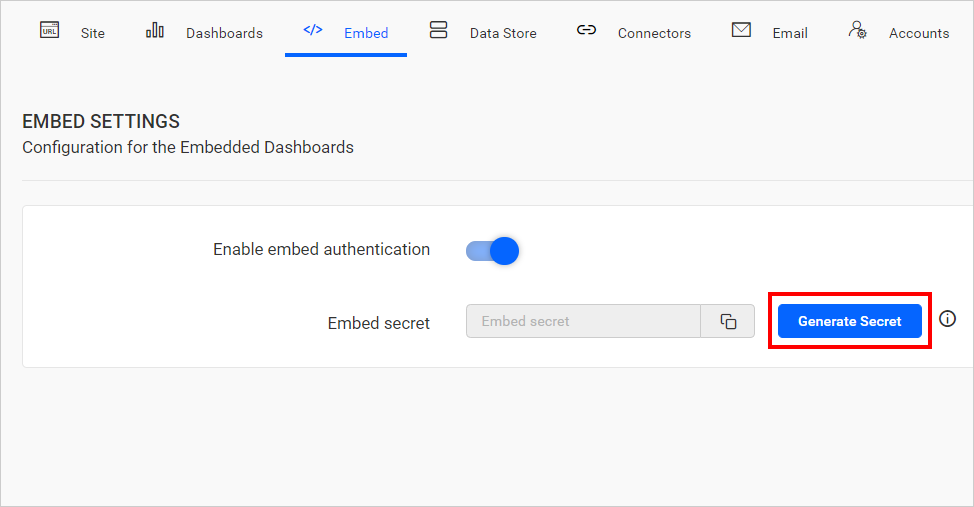 URL Site Dashboards </> Embed Data Store Connectors Email Accounts
EMBED SETTINGS
Configuration for the Embedded Dashboards
Enable embed authentication
Embed secret Embed secret Generate Secret